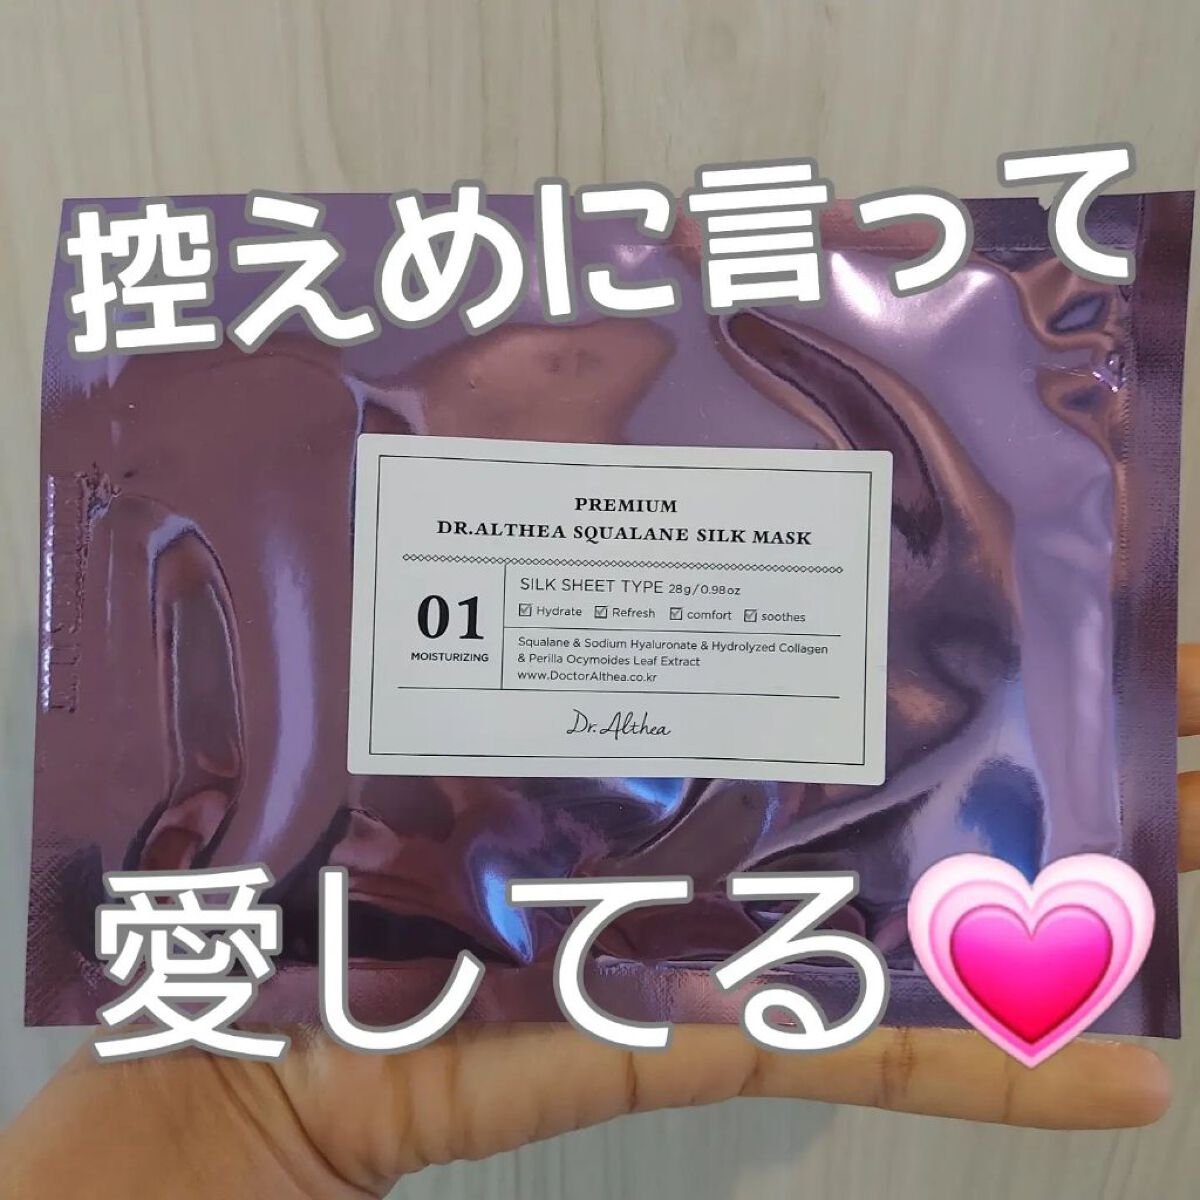 控えめに言って
PREMIUM
DR.ALTHEA SQUALANE SILK MASK
01
MOISTURIZING
SILK SHEET TYPE 28g/0.98oz
☑ Hydrate ☑ Refresh ☑ comfort ☑ soothes
Squalane & Sodium Hyaluronate & Hydrolyzed Collagen
& Perilla Ocymoides Leaf Extract
www.DoctorAlthea.co.kr
Dr. Althea
愛してる💗